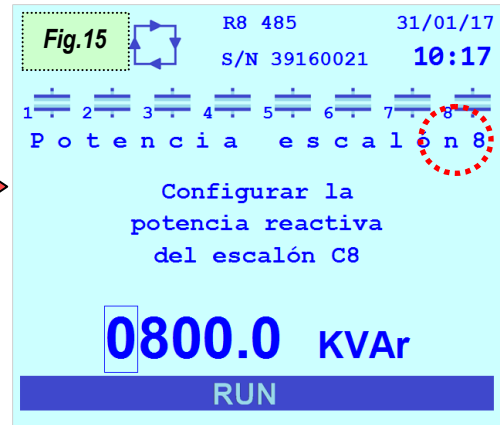 Fig.15
R8 485 31/01/17
S/N 39160021 10:17
1 2 3 4 5 6 7 8
Potencia escalón8
Configurar la
potencia reactiva
del escalón C8
0800.0 KVAr
RUN